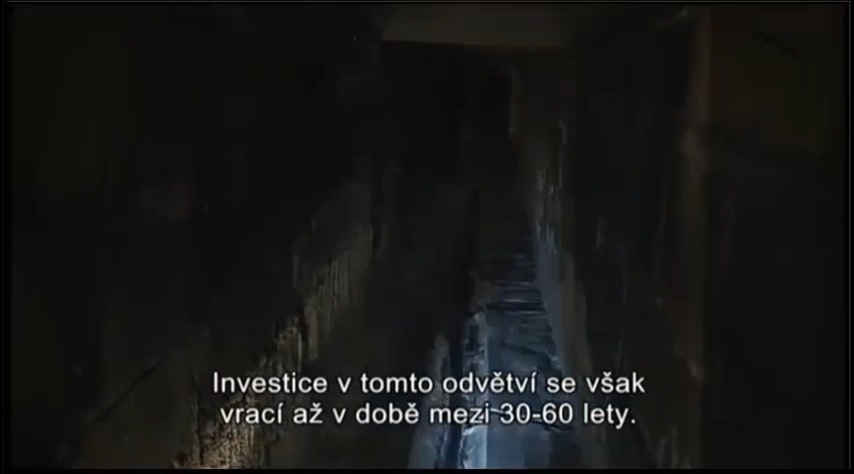 Investice v tomto odvětví se však
vrací až v době mezi 30-60 lety.